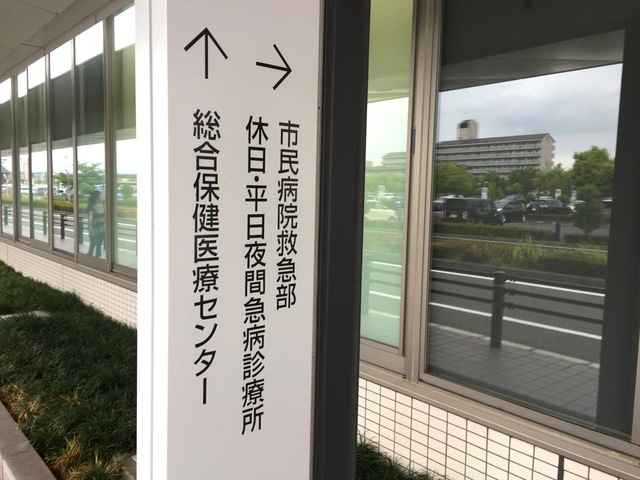 →
市民病院救急部
休日・平日夜間急病診療所
↑
総合保健医療センター